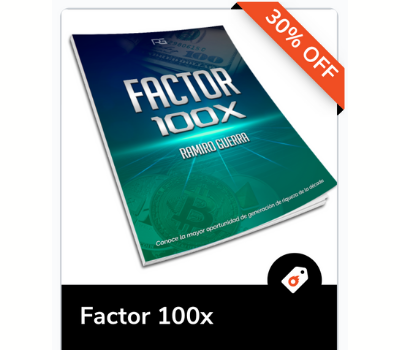 30% OFF
RG
FACTOR
100X
RAMIRO GUERRA
Conoce la mayor oportunidad de generación de riqueza de la década
Factor 100x